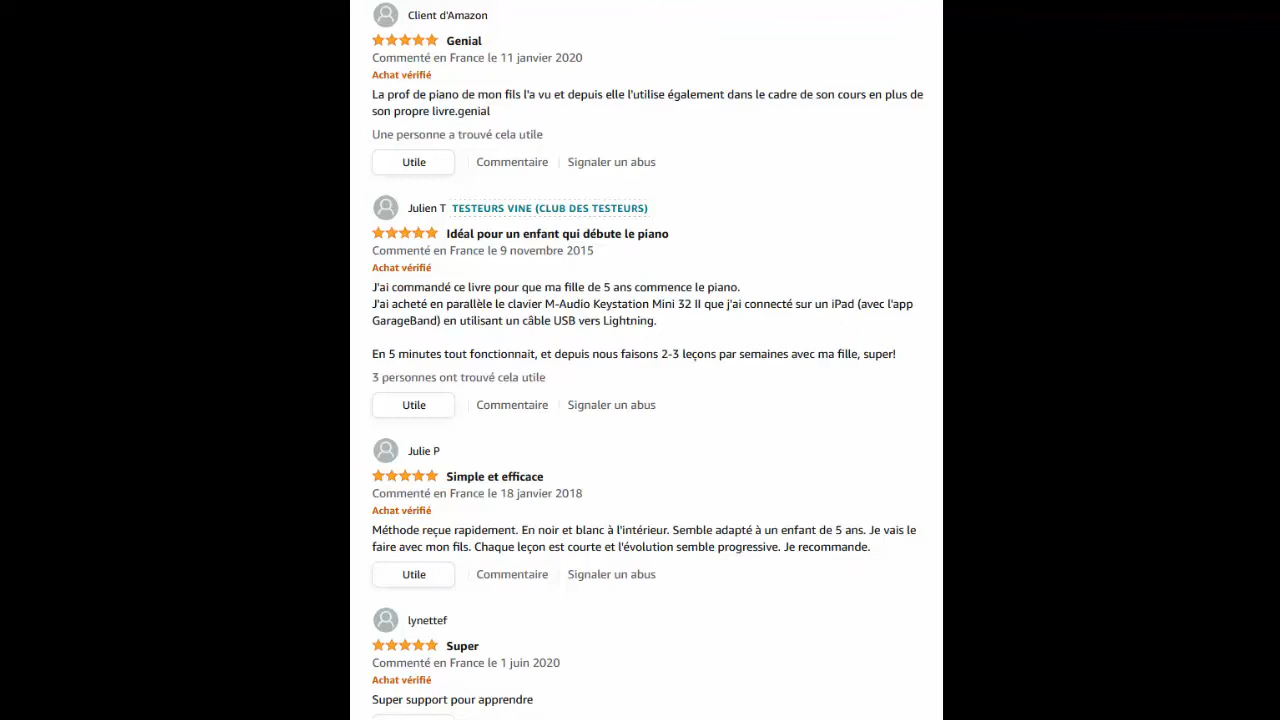 Client d'Amazon
Genial
Commenté en France le 11 janvier 2020
Achat vérifié
La prof de piano de mon fils l'a vu et depuis elle l'utilise également dans le cadre de son cours en plus de
son propre livre.genial
Une personne a trouvé cela utile
Utile Commentaire Signaler un abus
Julien T TESTEURS VINE (CLUB DES TESTEURS)
Idéal pour un enfant qui débute le piano
Commenté en France le 9 novembre 2015
Achat vérifié
J'ai commandé ce livre pour que ma fille de 5 ans commence le piano.
J'ai acheté en parallèle le clavier M-Audio Keystation Mini 32 II que j'ai connecté sur un iPad (avec l'app
GarageBand) en utilisant un câble USB vers Lightning.
En 5 minutes tout fonctionnait, et depuis nous faisons 2-3 leçons par semaines avec ma fille, super!
3 personnes ont trouvé cela utile
Utile Commentaire Signaler un abus
Julie P
Simple et efficace
Commenté en France le 18 janvier 2018
Achat vérifié
Méthode reçue rapidement. En noir et blanc à l'intérieur. Semble adapté à un enfant de 5 ans. Je vais le
faire avec mon fils. Chaque leçon est courte et l'évolution semble progressive. Je recommande.
Utile Commentaire Signaler un abus
lynettef
Super
Commenté en France le 1 juin 2020
Achat vérifié
Super support pour apprendre